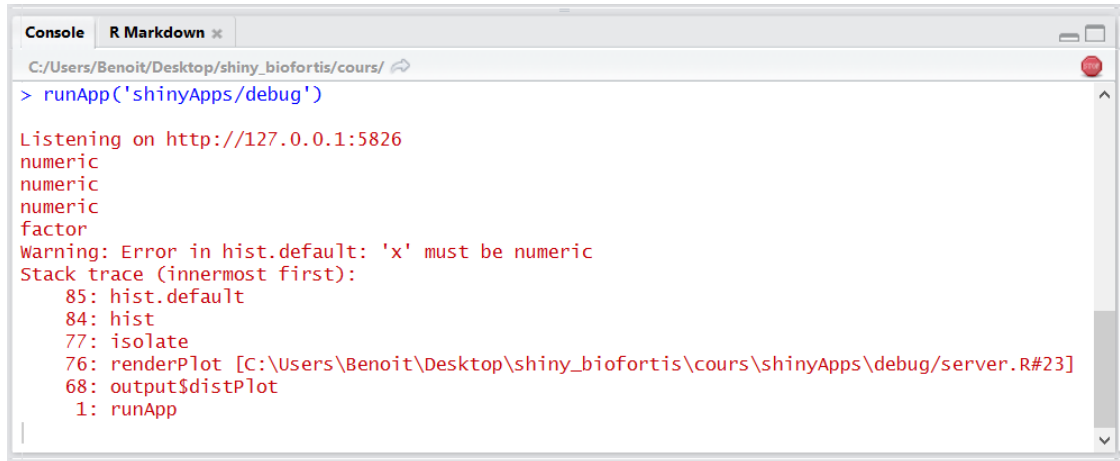 Console R Markdown ×
C:/Users/Benoit/Desktop/shiny_biofortis/cours/
STOP
> runApp('shinyApps/debug')
Listening on http://127.0.0.1:5826
numeric
numeric
numeric
factor
Warning: Error in hist.default: 'x' must be numeric
Stack trace (innermost first):
    85: hist.default
    84: hist
    77: isolate
    76: renderPlot [C:\Users\Benoit\Desktop\shiny_biofortis\cours\shinyApps\debug/server.R#23]
    68: output$distPlot
     1: runApp